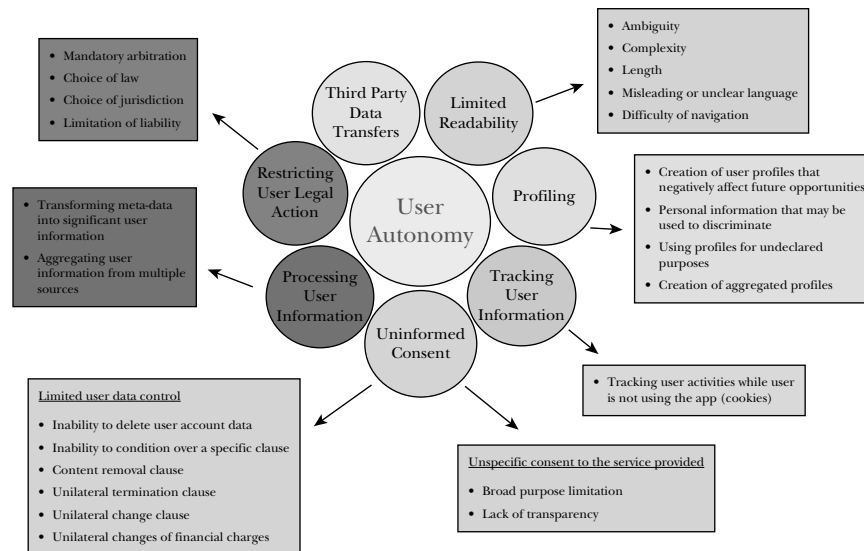 Mandatory arbitration
Choice of law
Choice of jurisdiction
Limitation of liability
Third Party
Data
Transfers
Limited
Readability
Ambiguity
Complexity
Length
Misleading or unclear language
Difficulty of navigation
Restricting
User Legal
Action
User
Autonomy
Profiling
Creation of user profiles that
negatively affect future opportunities
Personal information that may be
used to discriminate
Using profiles for undeclared
purposes
Creation of aggregated profiles
Transforming meta-data
into significant user
information
Aggregating user
information from multiple
sources
Processing
User
Information
Uninformed
Consent
Tracking
User
Information
Tracking user activities while user
is not using the app (cookies)
Limited user data control
Inability to delete user account data
Inability to condition over a specific clause
Content removal clause
Unilateral termination clause
Unilateral change clause
Unilateral changes of financial charges
Unspecific consent to the service provided
Broad purpose limitation
Lack of transparency